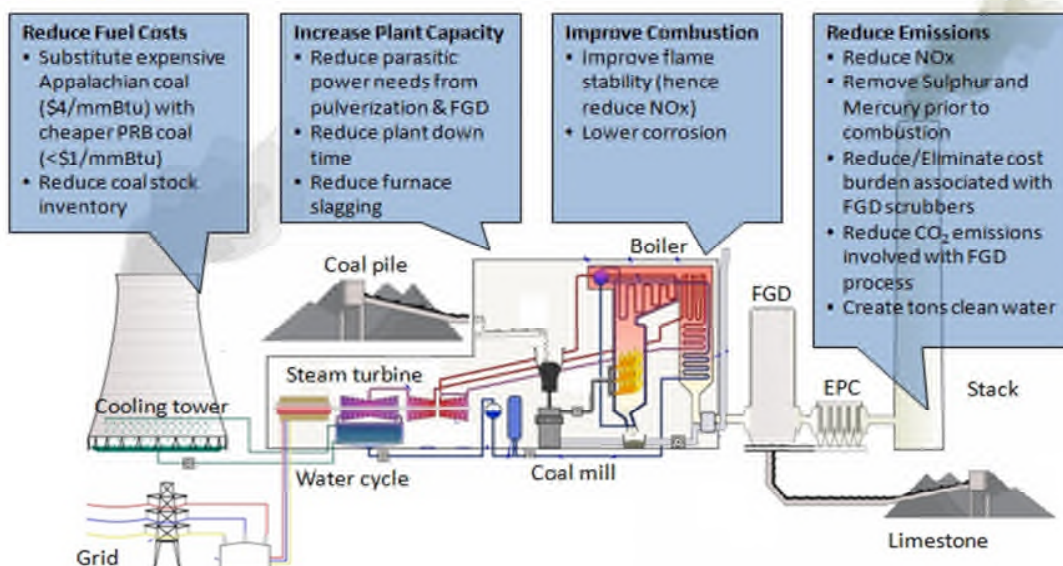 Reduce Fuel Costs
• Substitute expensive
Appalachian coal
($4/mmBtu) with
cheaper PRB coal
(<$1/mmBtu)
• Reduce coal stock
inventory
Increase Plant Capacity
• Reduce parasitic
power needs from
pulverization & FGD
• Reduce plant down
time
• Reduce furnace
slagging
Improve Combustion
• Improve flame
stability (hence
reduce NOx)
• Lower corrosion
Reduce Emissions
• Reduce NOx
• Remove Sulphur and
Mercury prior to
combustion
• Reduce/Eliminate cost
burden associated with
FGD scrubbers
• Reduce CO₂ emissions
involved with FGD
process
• Create tons clean water
Boiler
Coal pile
FGD
Steam turbine
EPC
Stack
Cooling tower
Water cycle
Coal mill
Limestone
Grid